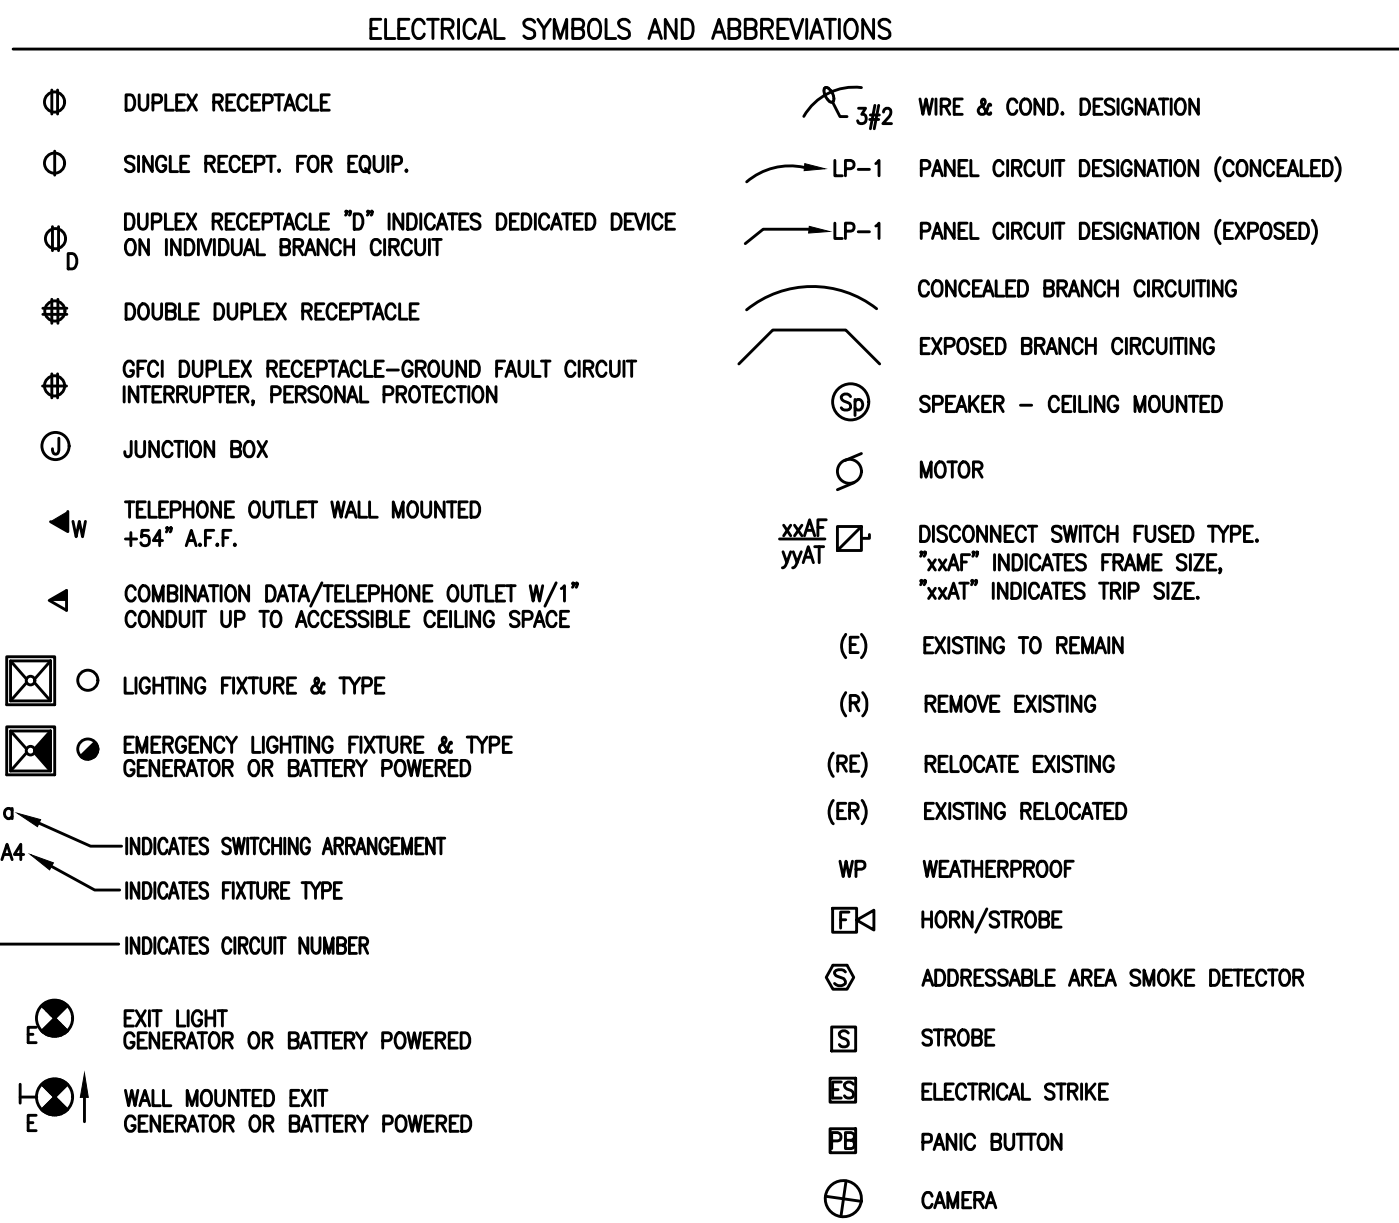 ELECTRICAL SYMBOLS AND ABBREVIATIONS
DUPLEX RECEPTACLE
SINGLE RECEPT. FOR EQUIP.
D
DUPLEX RECEPTACLE "D" INDICATES DEDICATED DEVICE
ON INDIVIDUAL BRANCH CIRCUIT
DOUBLE DUPLEX RECEPTACLE
GFCI DUPLEX RECEPTACLE-GROUND FAULT CIRCUIT
INTERRUPTER, PERSONAL PROTECTION
J JUNCTION BOX
W TELEPHONE OUTLET WALL MOUNTED
+54" A.F.F.
COMBINATION DATA/TELEPHONE OUTLET W/1"
CONDUIT UP TO ACCESSIBLE CEILING SPACE
LIGHTING FIXTURE & TYPE
EMERGENCY LIGHTING FIXTURE & TYPE
GENERATOR OR BATTERY POWERED
a
INDICATES SWITCHING ARRANGEMENT
A4
INDICATES FIXTURE TYPE
INDICATES CIRCUIT NUMBER
E EXIT LIGHT
GENERATOR OR BATTERY POWERED
E WALL MOUNTED EXIT
GENERATOR OR BATTERY POWERED
3#2 WIRE & COND. DESIGNATION
LP-1 PANEL CIRCUIT DESIGNATION (CONCEALED)
LP-1 PANEL CIRCUIT DESIGNATION (EXPOSED)
CONCEALED BRANCH CIRCUITING
EXPOSED BRANCH CIRCUITING
Sp SPEAKER - CEILING MOUNTED
MOTOR
xxAF
yyAT
DISCONNECT SWITCH FUSED TYPE.
"xxAF" INDICATES FRAME SIZE,
"xxAT" INDICATES TRIP SIZE.
(E) EXISTING TO REMAIN
(R) REMOVE EXISTING
(RE) RELOCATE EXISTING
(ER) EXISTING RELOCATED
WP WEATHERPROOF
F HORN/STROBE
S ADDRESSABLE AREA SMOKE DETECTOR
S STROBE
ES ELECTRICAL STRIKE
PB PANIC BUTTON
CAMERA